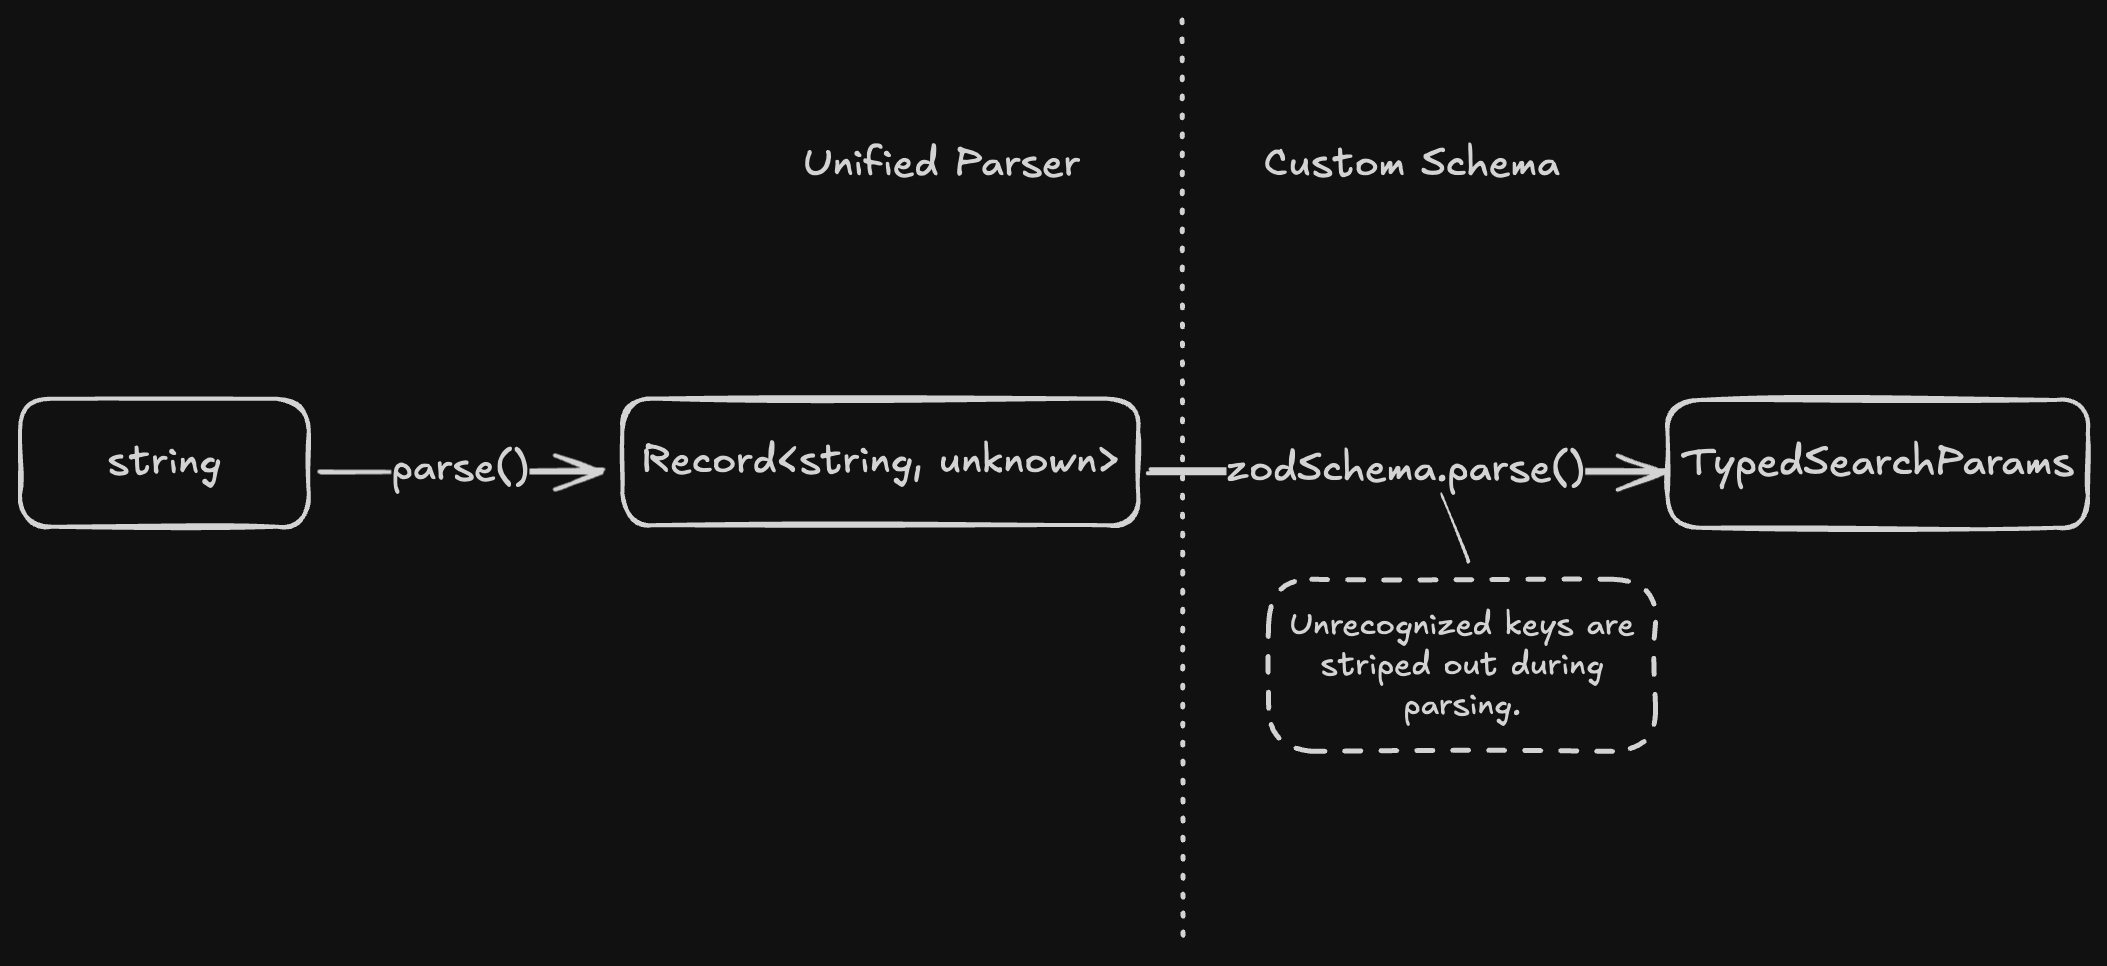 Unified Parser
Custom Schema
string
parse()
Record<string, unknown>
zodSchema.parse()
TypedSearchParams
Unrecognized keys are
striped out during
parsing.